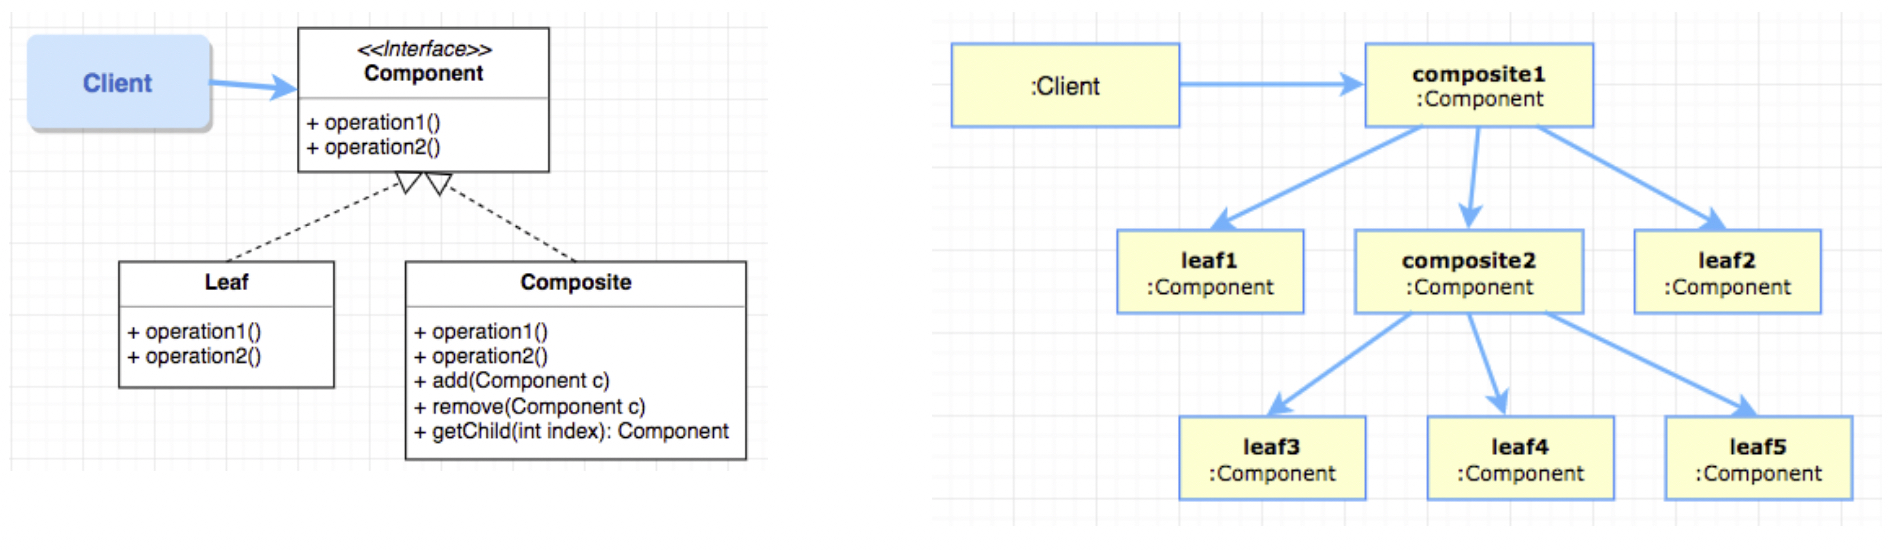 Client
<<Interface>>
Component
+ operation1()
+ operation2()
Leaf
+ operation1()
+ operation2()
Composite
+ operation1()
+ operation2()
+ add(Component c)
+ remove(Component c)
+ getChild(int index): Component
:Client
composite1
:Component
leaf1
:Component
composite2
:Component
leaf2
:Component
leaf3
:Component
leaf4
:Component
leaf5
:Component